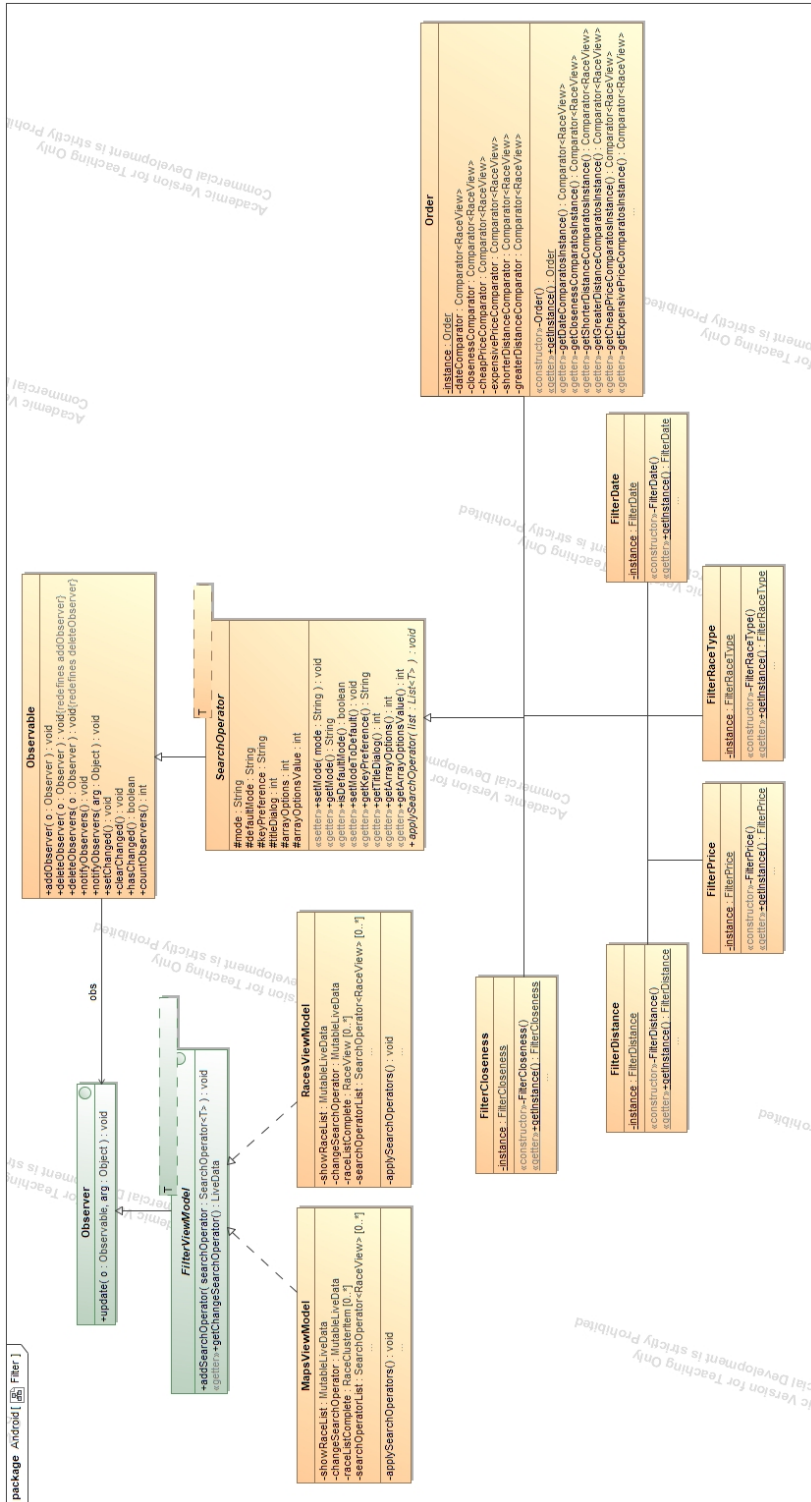 package Android [ Filter ]
Observer
+update( o : Observable, arg : Object ) : void
obs
Observable
+addObserver( o : Observer ) : void
+deleteObserver( o : Observer ) : void{redefines addObserver}
+deleteObservers( o : Observer ) : void{redefines deleteObserver}
+notifyObservers() : void
+notifyObservers( arg : Object ) : void
+setChanged() : void
+clearChanged() : void
+hasChanged() : boolean
+countObservers() : int
T
FilterViewModel
+addSearchOperator( searchOperator : SearchOperator<T> ) : void
«getter»+getChangeSearchOperator() : LiveData
T
SearchOperator
#mode : String
#defaultMode : String
#keyPreference : String
#titleDialog : int
#arrayOptions : int
#arrayOptionsValue : int
«getter»+setMode( mode : String ) : void
«getter»+getMode() : String
«getter»+isDefaultMode() : boolean
«setter»+setModeToDefault() : void
«getter»+getKeyPreference() : String
«getter»+getTitleDialog() : int
«getter»+getArrayOptions() : int
«getter»+getArrayOptionsValue() : int
+applySearchOperator( list : List<T> ) : void
MapsViewModel
-showRaceList : MutableLiveData
-changeSearchOperator : MutableLiveData
-raceListComplete : RaceClusterItem [0..*]
-searchOperatorList : SearchOperator<RaceView> [0..*]
...
-applySearchOperators() : void
...
RacesViewModel
-showRaceList : MutableLiveData
-changeSearchOperator : MutableLiveData
-raceListComplete : RaceView [0..*]
-searchOperatorList : SearchOperator<RaceView> [0..*]
...
-applySearchOperators() : void
...
Order
-instance : Order
-dateComparator : Comparator<RaceView>
-closenessComparator : Comparator<RaceView>
-cheapPriceComparator : Comparator<RaceView>
-expensivePriceComparator : Comparator<RaceView>
-shorterDistanceComparator : Comparator<RaceView>
-greaterDistanceComparator : Comparator<RaceView>
«constructor»-Order()
«getter»+getInstance() : Order
«getter»-getDateComparatosInstance() : Comparator<RaceView>
«getter»-getClosenessComparatosInstance() : Comparator<RaceView>
«getter»-getShorterDistanceComparatosInstance() : Comparator<RaceView>
«getter»-getGreaterDistanceComparatosInstance() : Comparator<RaceView>
«getter»-getCheapPriceComparatosInstance() : Comparator<RaceView>
«getter»-getExpensivePriceComparatosInstance() : Comparator<RaceView>
...
FilterCloseness
-instance : FilterCloseness
«constructor»-FilterCloseness()
«getter»+getInstance() : FilterCloseness
...
FilterDistance
-instance : FilterDistance
«constructor»-FilterDistance()
«getter»+getInstance() : FilterDistance
...
FilterDate
-instance : FilterDate
«constructor»-FilterDate()
«getter»+getInstance() : FilterDate
...
FilterPrice
-instance : FilterPrice
«constructor»-FilterPrice()
«getter»+getInstance() : FilterPrice
...
FilterRaceType
-instance : FilterRaceType
«constructor»-FilterRaceType()
«getter»+getInstance() : FilterRaceType
...
Academic Version for Teaching Only
Commercial Development is strictly Prohibited